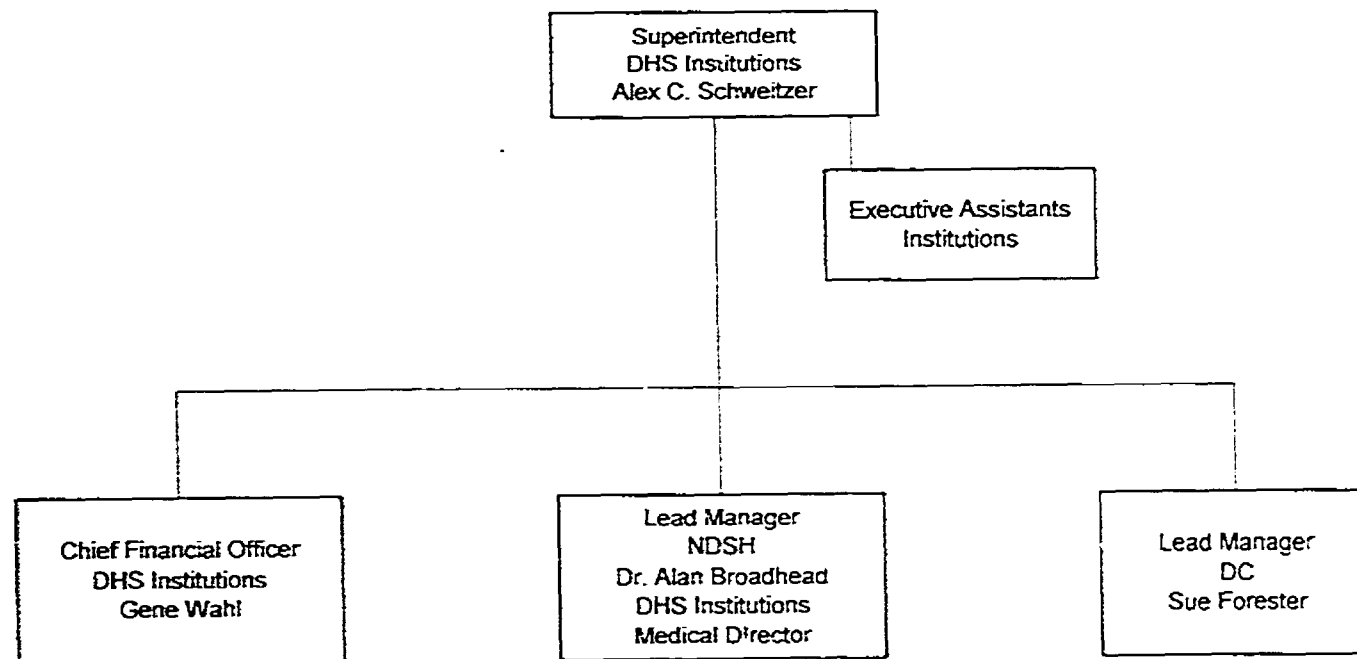 Superintendent
DHS Institutions
Alex C. Schweitzer
Executive Assistants
Institutions
Chief Financial Officer
DHS Institutions
Gene Wahl
Lead Manager
NDSH
Dr. Alan Broadhead
DHS Institutions
Medical Director
Lead Manager
DC
Sue Forester